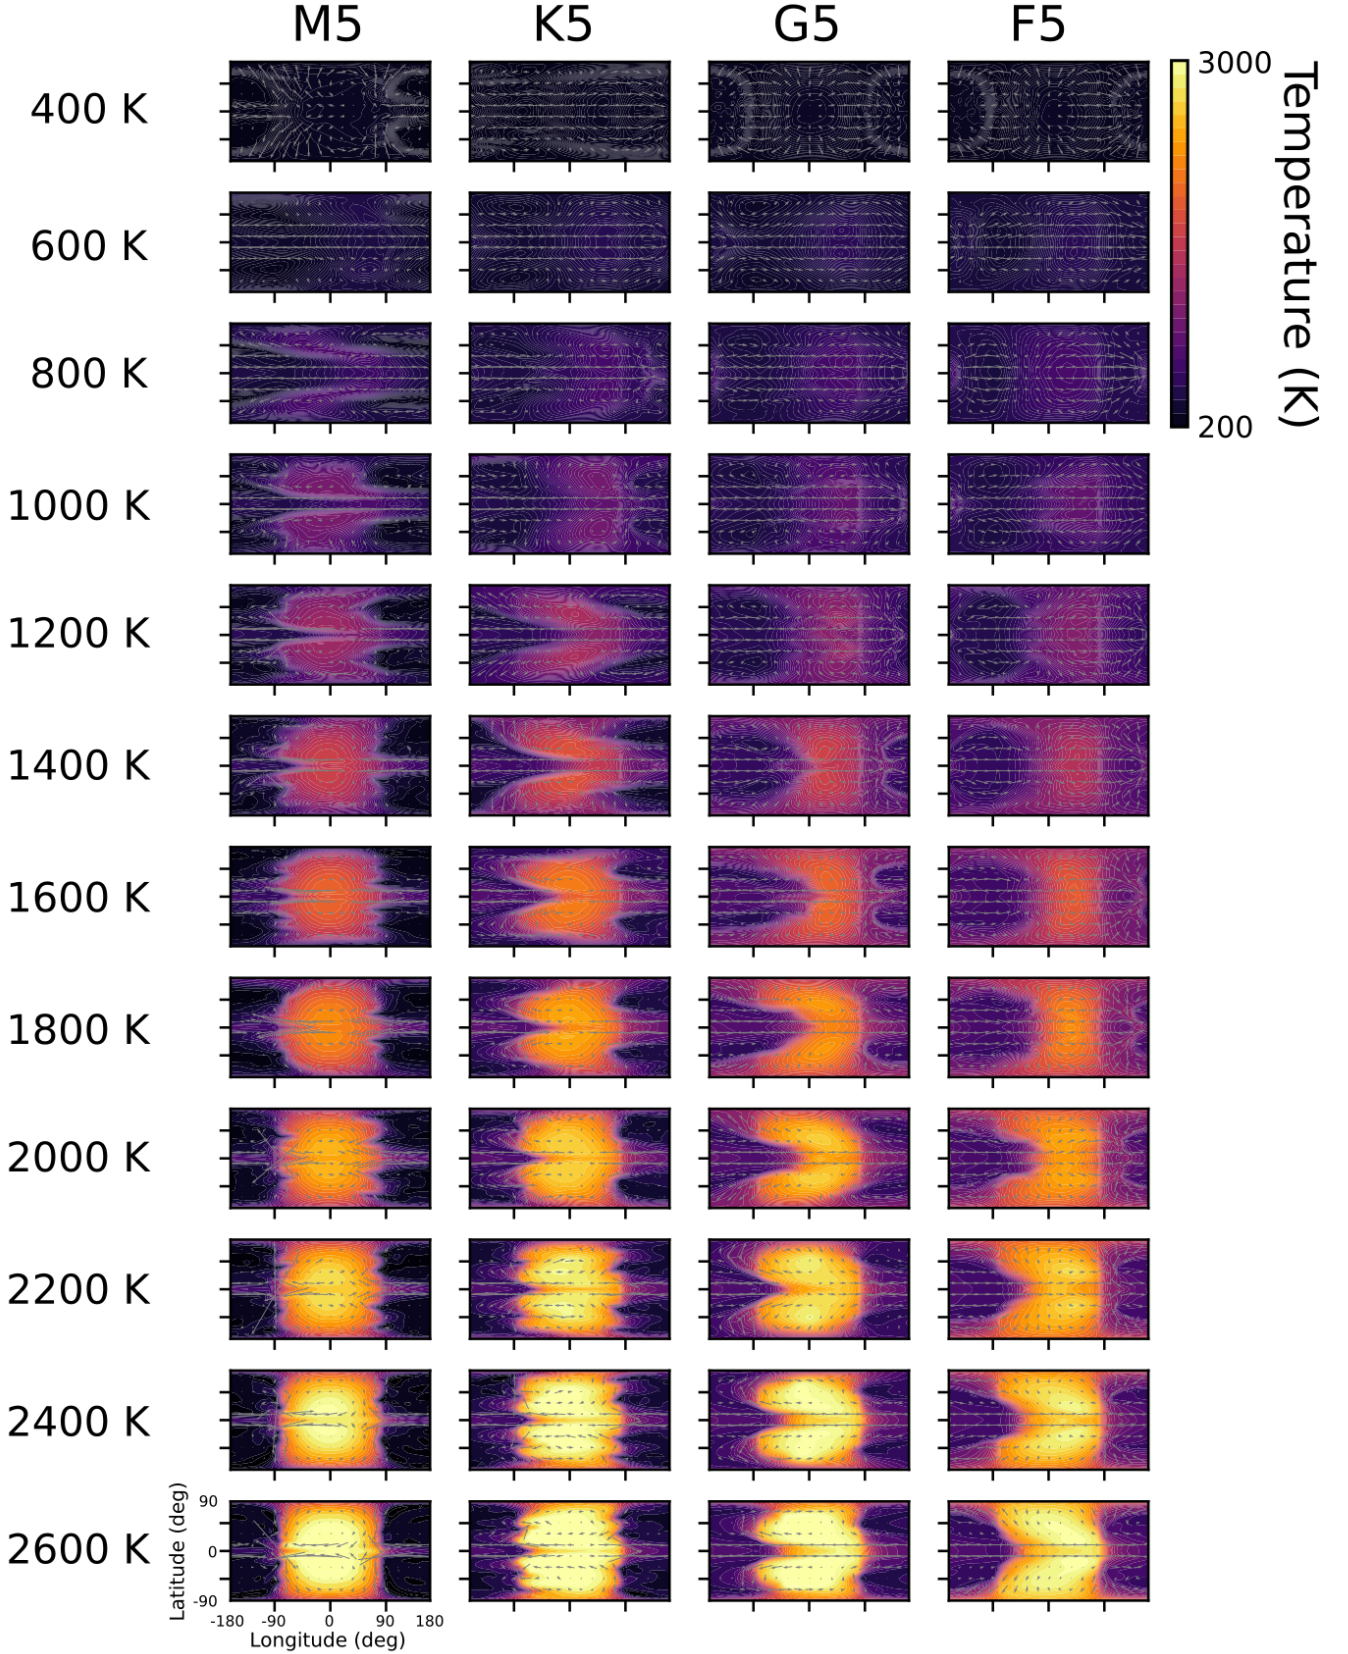 M5 K5 G5 F5
3000
Temperature (K)
200
400 K
600 K
800 K
1000 K
1200 K
1400 K
1600 K
1800 K
2000 K
2200 K
2400 K
2600 K
Latitude (deg)
90
0
-90
-180 -90 0 90 180
Longitude (deg)